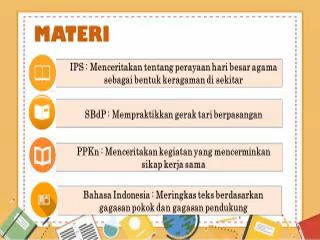 MATERI
IPS : Menceritakan tentang perayaan hari besar agama
sebagai bentuk keragaman di sekitar
SBdP : Mempraktikkan gerak tari berpasangan
PPKn : Menceritakan kegiatan yang mencerminkan
sikap kerja sama
Bahasa Indonesia : Meringkas teks berdasarkan
gagasan pokok dan gagasan pendukung